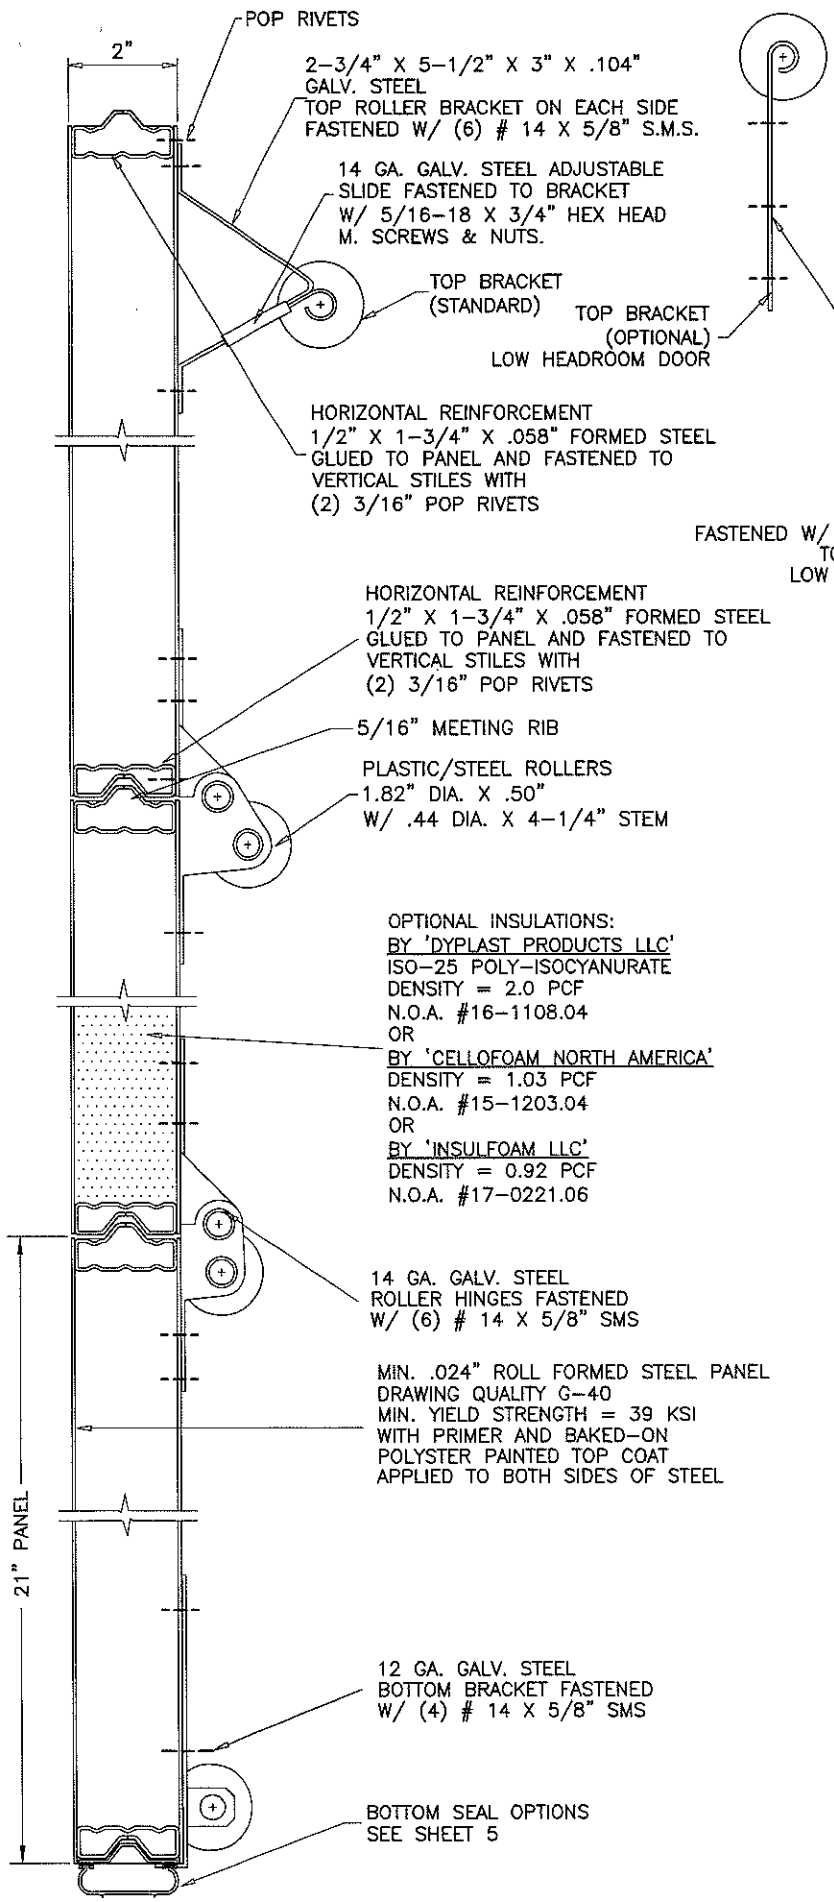 POP RIVETS
2"
2-3/4" X 5-1/2" X 3" X .104"
GALV. STEEL
TOP ROLLER BRACKET ON EACH SIDE
FASTENED W/ (6) # 14 X 5/8" S.M.S.
14 GA. GALV. STEEL ADJUSTABLE
SLIDE FASTENED TO BRACKET
W/ 5/16-18 X 3/4" HEX HEAD
M. SCREWS & NUTS.
TOP BRACKET
(STANDARD)
TOP BRACKET
(OPTIONAL)
LOW HEADROOM DOOR
HORIZONTAL REINFORCEMENT
1/2" X 1-3/4" X .058" FORMED STEEL
GLUED TO PANEL AND FASTENED TO
VERTICAL STILES WITH
(2) 3/16" POP RIVETS
FASTENED W/
TO
LOW
HORIZONTAL REINFORCEMENT
1/2" X 1-3/4" X .058" FORMED STEEL
GLUED TO PANEL AND FASTENED TO
VERTICAL STILES WITH
(2) 3/16" POP RIVETS
5/16" MEETING RIB
PLASTIC/STEEL ROLLERS
1.82" DIA. X .50"
W/ .44 DIA. X 4-1/4" STEM
OPTIONAL INSULATIONS:
BY 'DYPLAST PRODUCTS LLC'
ISO-25 POLY-ISOCYANURATE
DENSITY = 2.0 PCF
N.O.A. #16-1108.04
OR
BY 'CELLOFOAM NORTH AMERICA'
DENSITY = 1.03 PCF
N.O.A. #15-1203.04
OR
BY 'INSULFOAM LLC'
DENSITY = 0.92 PCF
N.O.A. #17-0221.06
14 GA. GALV. STEEL
ROLLER HINGES FASTENED
W/ (6) # 14 X 5/8" SMS
MIN. .024" ROLL FORMED STEEL PANEL
DRAWING QUALITY G-40
MIN. YIELD STRENGTH = 39 KSI
WITH PRIMER AND BAKED-ON
POLYSTER PAINTED TOP COAT
APPLIED TO BOTH SIDES OF STEEL
21" PANEL
12 GA. GALV. STEEL
BOTTOM BRACKET FASTENED
W/ (4) # 14 X 5/8" SMS
BOTTOM SEAL OPTIONS
SEE SHEET 5